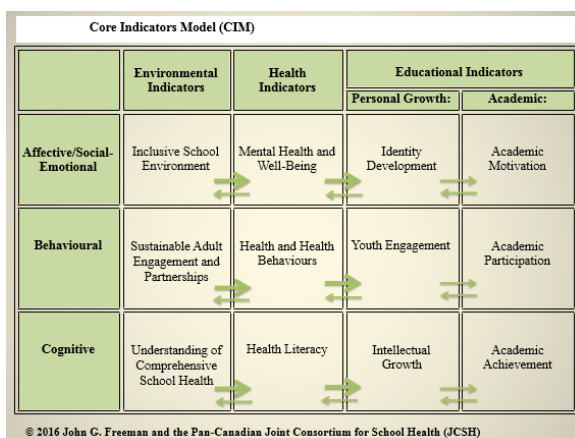 Core Indicators Model (CIM)
Environmental Indicators
Health Indicators
Educational Indicators
Personal Growth:
Academic:
Affective/Social-
Emotional
Inclusive School
Environment
Mental Health and
Well-Being
Identity
Development
Academic
Motivation
Behavioural
Sustainable Adult
Engagement and
Partnerships
Health and Health
Behaviours
Youth Engagement
Academic
Participation
Cognitive
Understanding of
Comprehensive
School Health
Health Literacy
Intellectual
Growth
Academic
Achievement
© 2016 John G. Freeman and the Pan-Canadian Joint Consortium for School Health (JCSH)